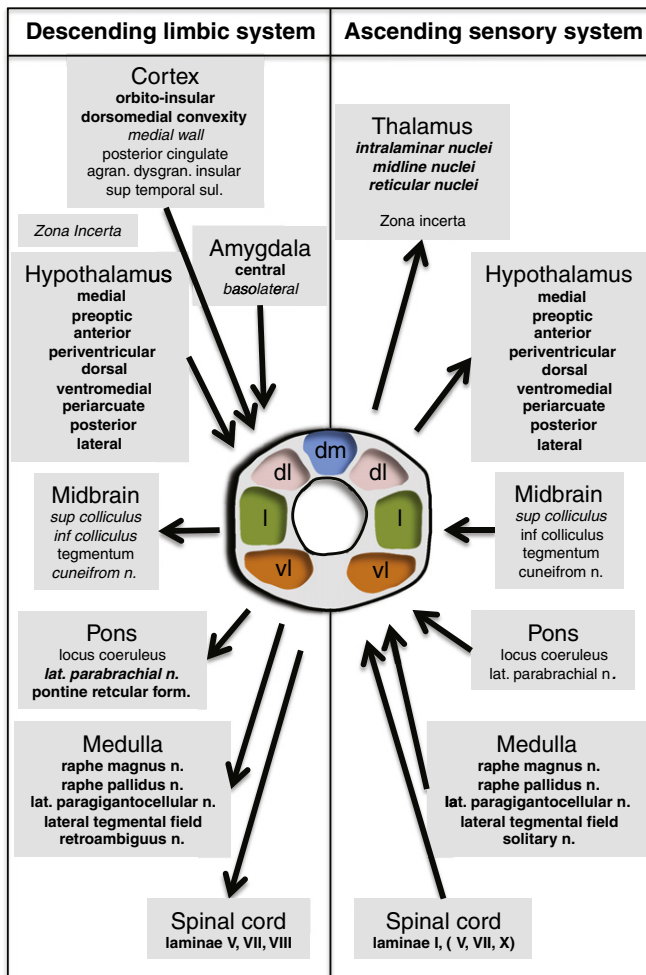 Descending limbic system
Ascending sensory system
Cortex
orbito-insular
dorsomedial convexity
medial wall
posterior cingulate
agran. dysgran. insular
sup temporal sul.
Zona Incerta
Amygdala
central
basolateral
Hypothalamus
medial
preoptic
anterior
periventricular
dorsal
ventromedial
periarcuate
posterior
lateral
Midbrain
sup colliculus
inf colliculus
tegmentum
cuneifrom n.
Pons
locus coeruleus
lat. parabrachial n.
pontine retcular form.
Medulla
raphe magnus n.
raphe pallidus n.
lat. paragigantocellular n.
lateral tegmental field
retroambiguus n.
Spinal cord
laminae V, VII, VIII
dm
dl
dl
l
l
vl
vl
Thalamus
intralaminar nuclei
midline nuclei
reticular nuclei
Zona incerta
Hypothalamus
medial
preoptic
anterior
periventricular
dorsal
ventromedial
periarcuate
posterior
lateral
Midbrain
sup colliculus
inf colliculus
tegmentum
cuneifrom n.
Pons
locus coeruleus
lat. parabrachial n.
Medulla
raphe magnus n.
raphe pallidus n.
lat. paragigantocellular n.
lateral tegmental field
solitary n.
Spinal cord
laminae I, ( V, VII, X)